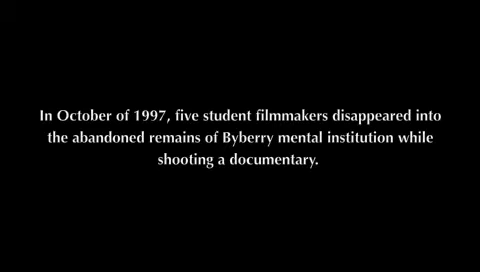 In October of 1997, five student filmmakers disappeared into
the abandoned remains of Byberry mental institution while
shooting a documentary.